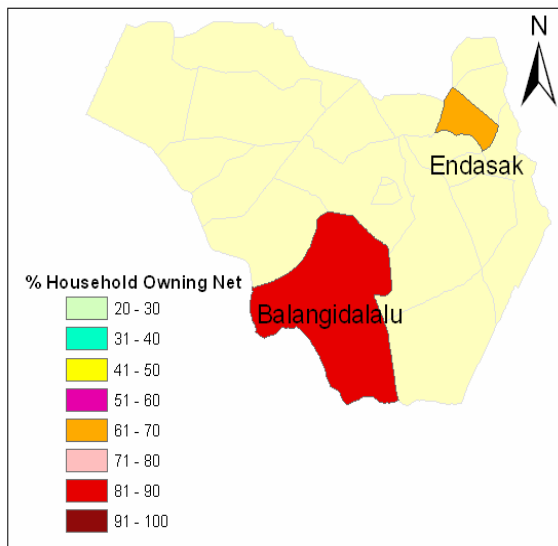 N
Endasak
Balangidalalu
% Household Owning Net
20 - 30
31 - 40
41 - 50
51 - 60
61 - 70
71 - 80
81 - 90
91 - 100